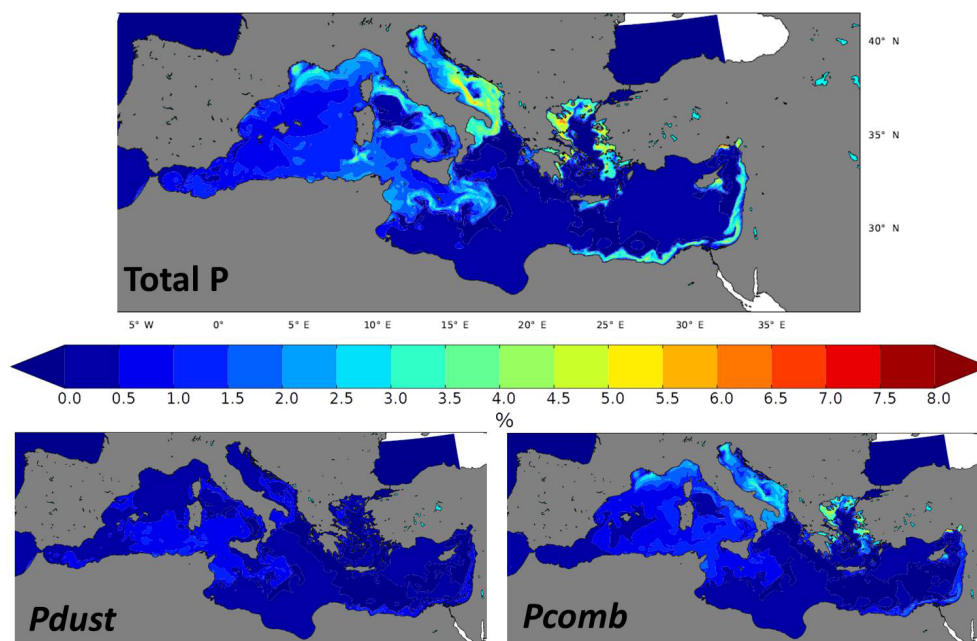 40° N
35° N
30° N
Total P
5° W 0° 5° E 10° E 15° E 20° E 25° E 30° E 35° E
0.0 0.5 1.0 1.5 2.0 2.5 3.0 3.5 4.0 4.5 5.0 5.5 6.0 6.5 7.0 7.5 8.0
%
Pdust Pcomb